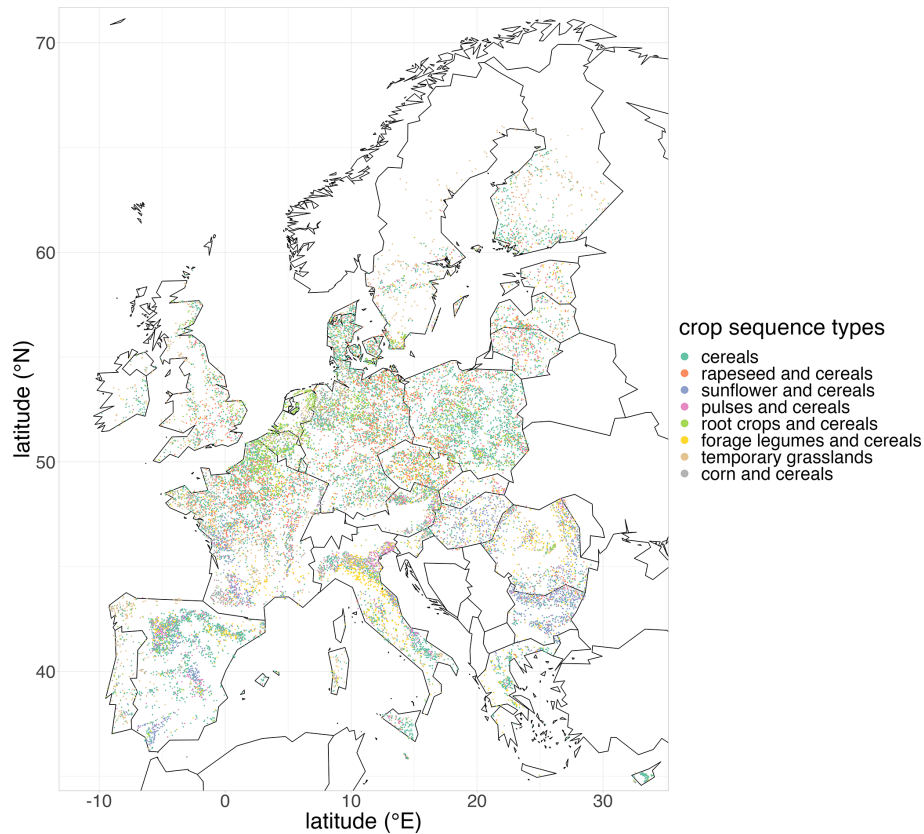 70
60
50
40
latitude (°N)
-10
0
10
20
30
latitude (°E)
crop sequence types
cereals
rapeseed and cereals
sunflower and cereals
pulses and cereals
root crops and cereals
forage legumes and cereals
temporary grasslands
corn and cereals